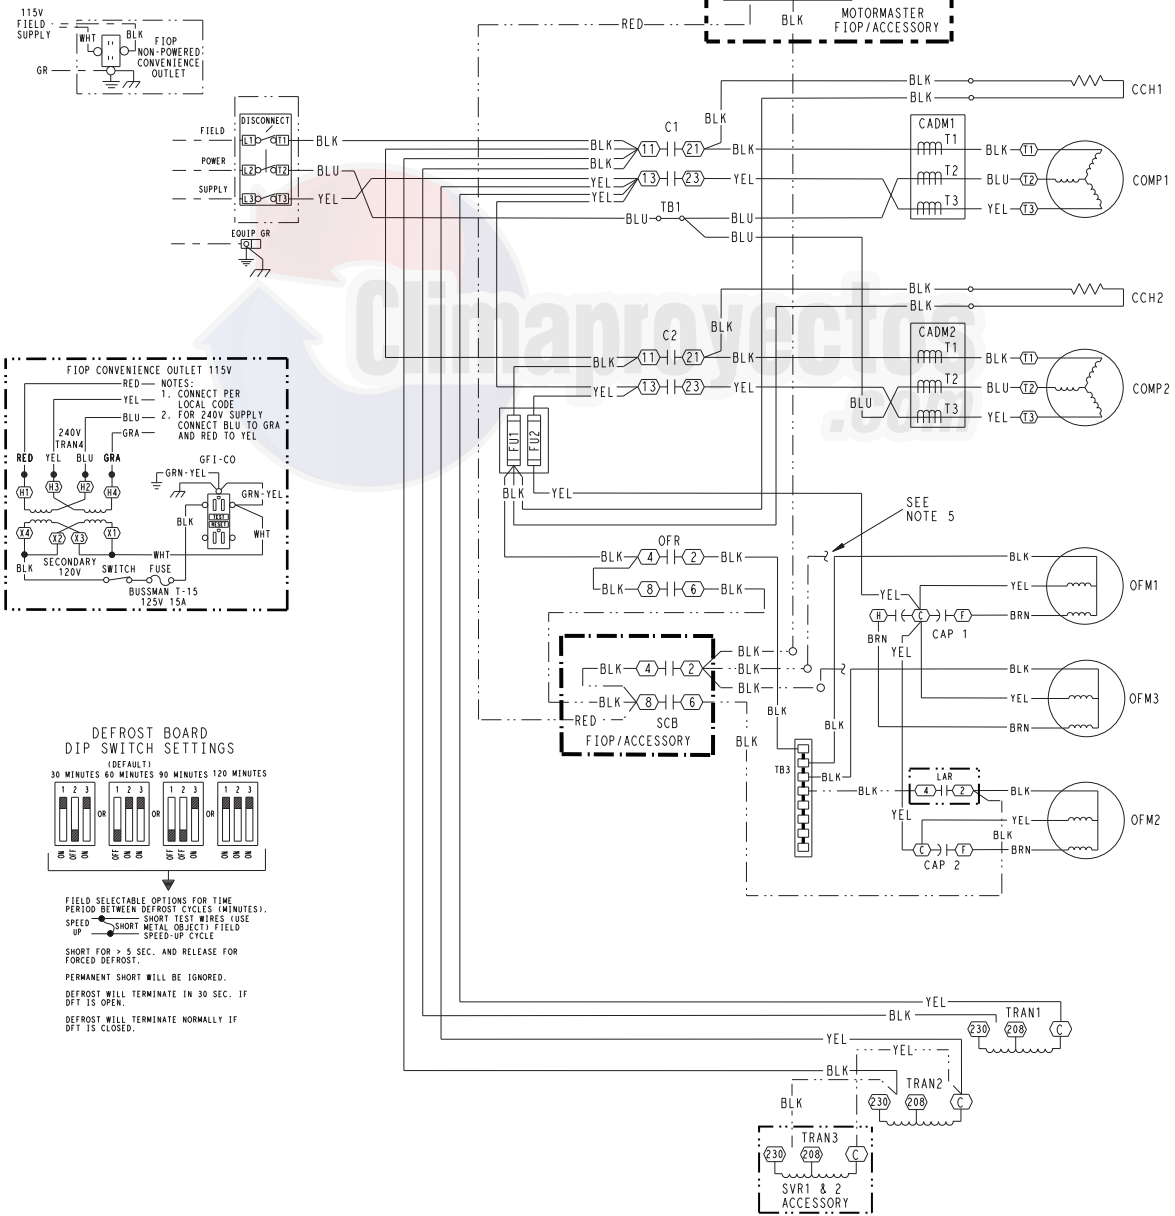 115V
FIELD
SUPPLY
WHT
BLK
FIOP
NON-POWERED
CONVENIENCE
OUTLET
GR
RED
BLK
MOTORMASTER
FIOP/ACCESSORY
DISCONNECT
FIELD
L1
T1
BLK
POWER
L2
T2
BLU
SUPPLY
L3
T3
YEL
EQUIP GR
C1
BLK
BLK
BLK
11
21
BLK
BLK
BLK
CCH1
YEL
YEL
YEL
13
23
YEL
BLU
TB1
BLU
BLU
CADM1
T1
T2
T3
BLK
T1
BLU
T2
YEL
T3
COMP1
Climaproyectos
.com
C2
BLK
11
21
BLK
BLK
BLK
BLK
CCH2
YEL
13
23
YEL
BLU
CADM2
T1
T2
T3
BLK
T1
BLU
T2
YEL
T3
COMP2
FU1
FU2
BLK
YEL
FIOP CONVENIENCE OUTLET 115V
RED
NOTES:
YEL
1. CONNECT PER
LOCAL CODE
BLU
2. FOR 240V SUPPLY
CONNECT BLU TO GRA
AND RED TO YEL
GRA
240V
TRAN4
RED
YEL
BLU
GRA
H1
H3
H2
H4
GFI-CO
GRN-YEL
GRN-YEL
TEST
RESET
BLK
WHT
X4
X2
X3
X1
WHT
SECONDARY
120V
BLK
SWITCH
FUSE
BUSSMAN T-15
125V 15A
SEE
NOTE 5
OFR
BLK
4
2
BLK
BLK
8
6
BLK
BLK
YEL
BRN
OFM1
YEL
H
C
F
BRN
YEL
CAP 1
BLK
4
2
BLK
BLK
BLK
BLK
8
6
RED
SCB
FIOP/ACCESSORY
BLK
BLK
BLK
BLK
YEL
BRN
OFM3
TB3
BLK
BLK
LAR
4
2
YEL
BLK
YEL
BLK
BRN
OFM2
C
F
CAP 2
DEFROST BOARD
DIP SWITCH SETTINGS
(DEFAULT)
30 MINUTES
60 MINUTES
90 MINUTES
120 MINUTES
1 2 3
OR
1 2 3
OR
1 2 3
OR
1 2 3
ON
OFF
ON
OFF
ON
ON
OFF
OFF
ON
ON
ON
ON
FIELD SELECTABLE OPTIONS FOR TIME
PERIOD BETWEEN DEFROST CYCLES (MINUTES).
SPEED
UP
SHORT
SHORT TEST WIRES (USE
METAL OBJECT) FIELD
SPEED-UP CYCLE
SHORT FOR > 5 SEC. AND RELEASE FOR
FORCED DEFROST.
PERMANENT SHORT WILL BE IGNORED.
DEFROST WILL TERMINATE IN 30 SEC. IF
DFT IS OPEN.
DEFROST WILL TERMINATE NORMALLY IF
DFT IS CLOSED.
YEL
BLK
TRAN1
230
208
C
YEL
YEL
BLK
TRAN2
230
208
C
BLK
TRAN3
230
208
C
SVR1 & 2
ACCESSORY